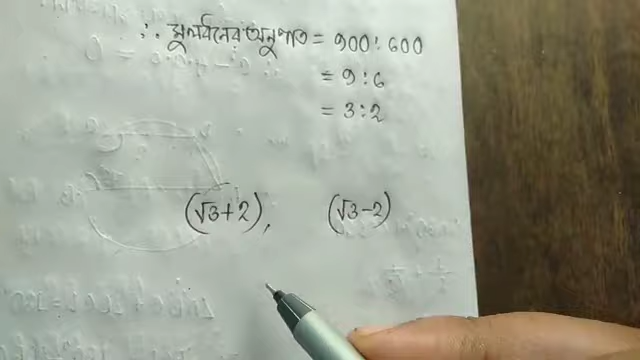 ∴ মূলধনের অনুপাত = 900 : 600
= 9 : 6
= 3 : 2
(√3+2), (√3-2)